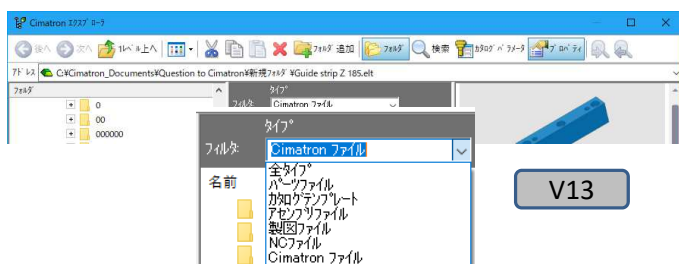 Cimatron ｴｸｽﾌﾟﾛｰﾗ
後へ 次へ 1ﾚﾍﾞﾙ上へ ﾌｫﾙﾀﾞ追加 ﾌｫﾙﾀﾞ 検索 ｶﾀﾛｸﾞﾊﾟﾗﾒｰﾀ ﾌﾟﾛﾊﾟﾃｨ
ｱﾄﾞﾚｽ C:¥Cimatron_Documents¥Question to Cimatron¥新規ﾌｫﾙﾀﾞ¥Guide strip Z 185.elt
ﾌｫﾙﾀﾞ
0
00
000000
ﾀｲﾌﾟ
ﾌｨﾙﾀ: Cimatron ﾌｧｲﾙ
ﾀｲﾌﾟ
ﾌｨﾙﾀ: Cimatron ﾌｧｲﾙ
名前
全ﾀｲﾌﾟ
ﾊﾟｰﾂﾌｧｲﾙ
ｶﾀﾛｸﾞﾃﾝﾌﾟﾚｰﾄ
ｱｾﾝﾌﾞﾘﾌｧｲﾙ
製図ﾌｧｲﾙ
NCﾌｧｲﾙ
Cimatron ﾌｧｲﾙ
V13